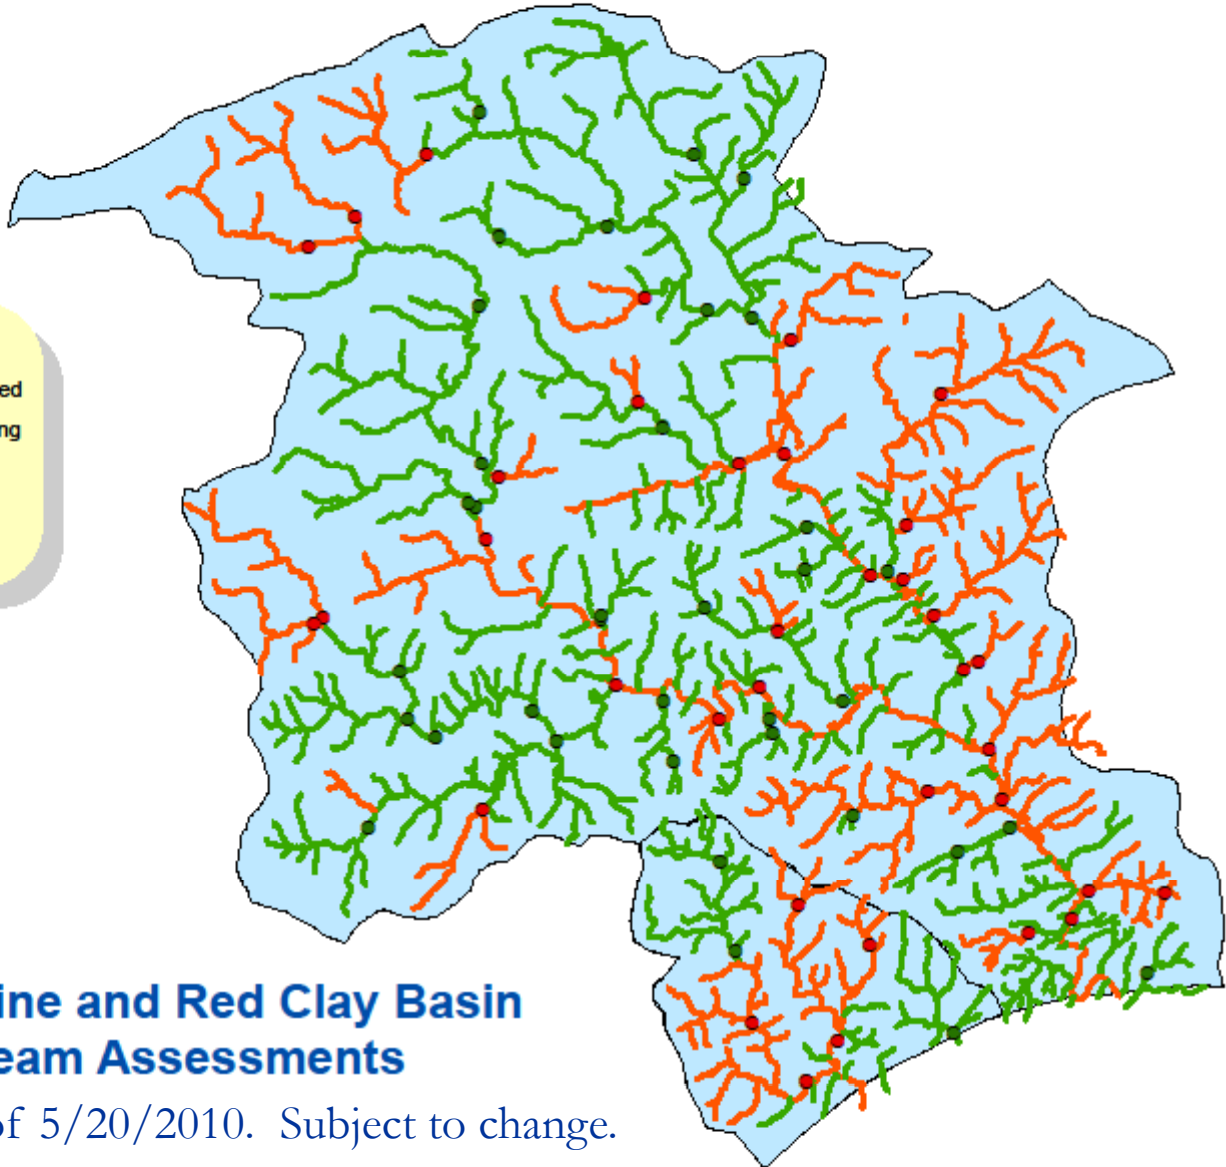 ed
ng
ine and Red Clay Basin
eam Assessments
of 5/20/2010. Subject to change.